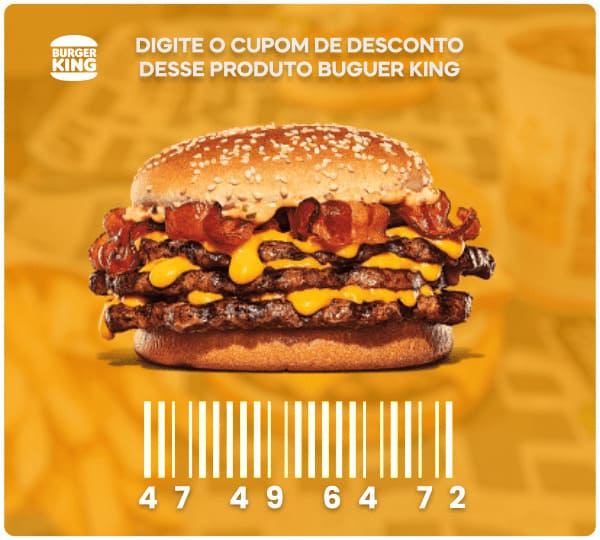 BURGER
KING
DIGITE O CUPOM DE DESCONTO
DESSE PRODUTO BUGUER KING
47 49 64 72